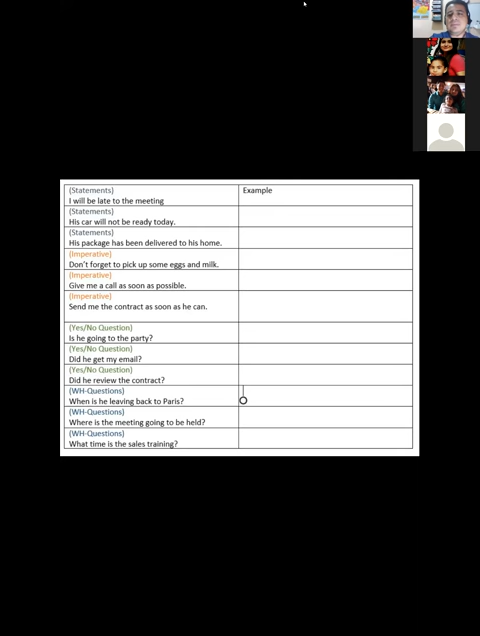 (Statements)
I will be late to the meeting
Example
(Statements)
His car will not be ready today.
(Statements)
His package has been delivered to his home.
(Imperative)
Don't forget to pick up some eggs and milk.
(Imperative)
Give me a call as soon as possible.
(Imperative)
Send me the contract as soon as he can.
(Yes/No Question)
Is he going to the party?
(Yes/No Question)
Did he get my email?
(Yes/No Question)
Did he review the contract?
(WH-Questions)
When is he leaving back to Paris?
(WH-Questions)
Where is the meeting going to be held?
(WH-Questions)
What time is the sales training?